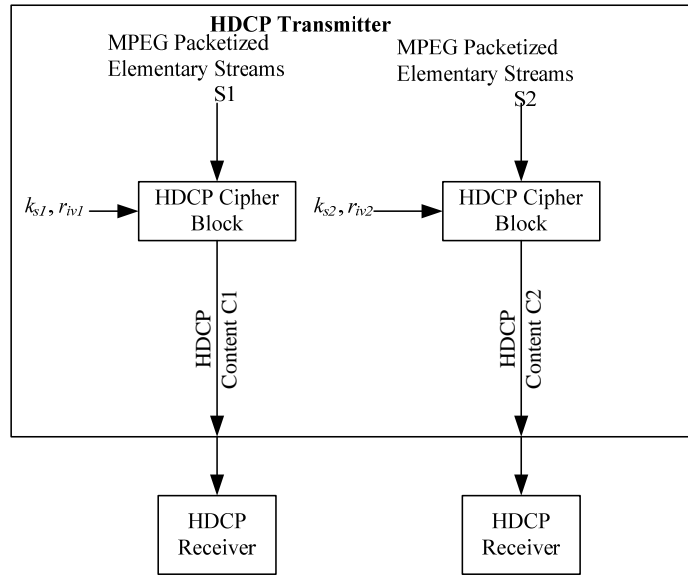 HDCP Transmitter
MPEG Packetized
Elementary Streams
S1
MPEG Packetized
Elementary Streams
S2
ks1, riv1
HDCP Cipher
Block
ks2, riv2
HDCP Cipher
Block
HDCP
Content C1
HDCP
Content C2
HDCP
Receiver
HDCP
Receiver